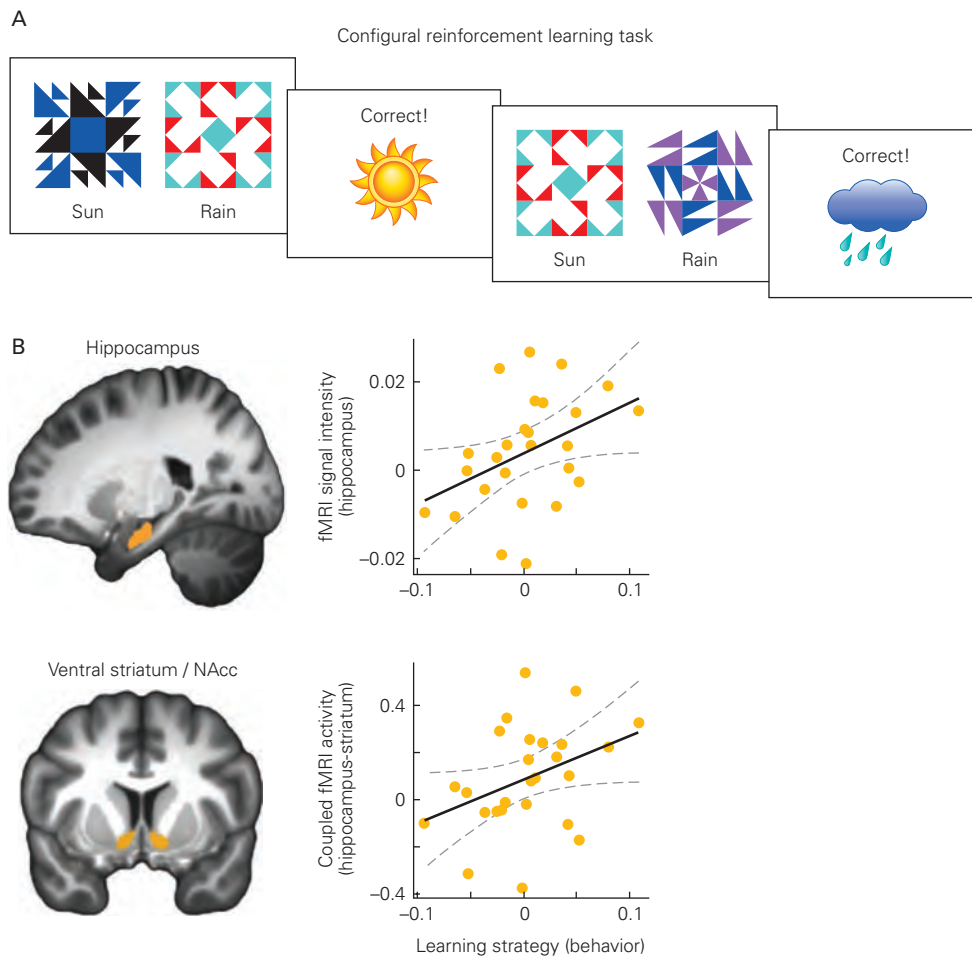 A
Configural reinforcement learning task
Sun
Rain
Correct!
Sun
Rain
Correct!
B
Hippocampus
fMRI signal intensity
(hippocampus)
0.02
0
−0.02
−0.1
0
0.1
Ventral striatum / NAcc
Coupled fMRI activity
(hippocampus-striatum)
0.4
0
−0.4
−0.1
0
0.1
Learning strategy (behavior)